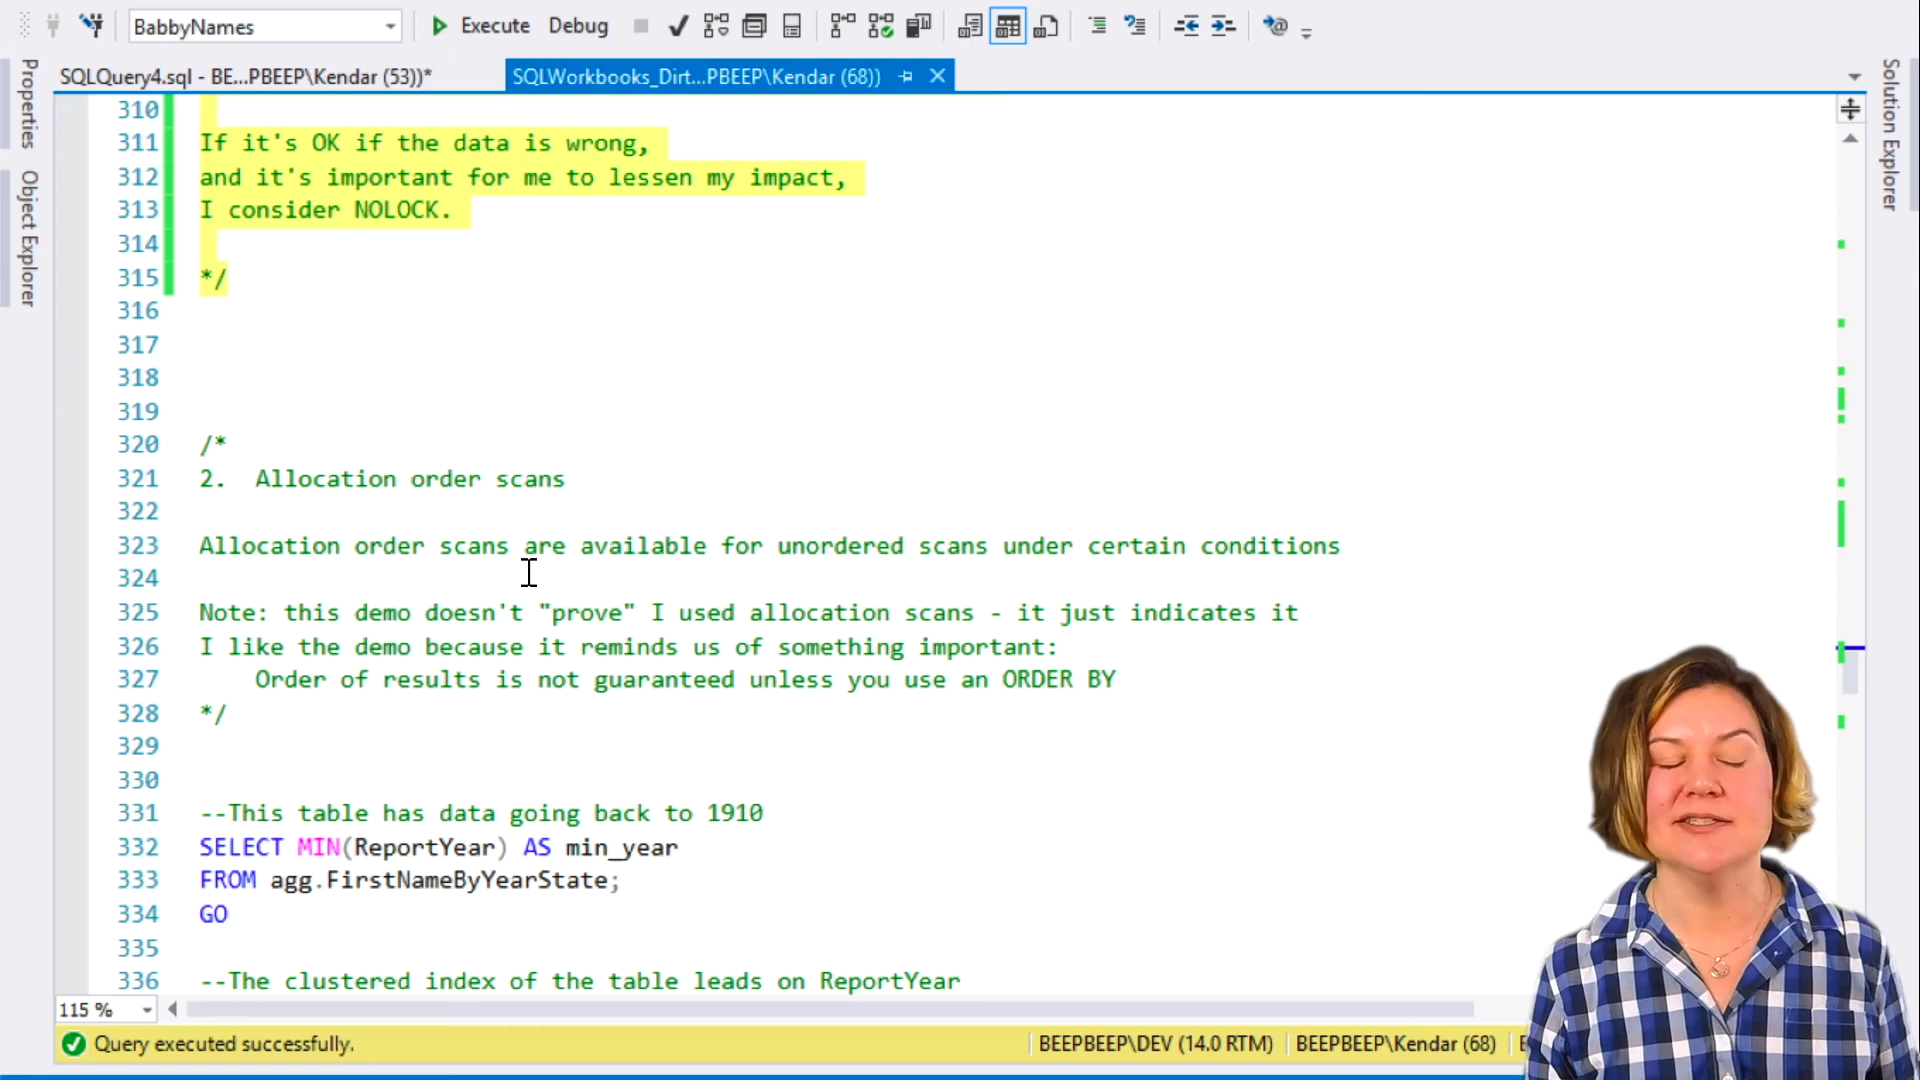 BabbyNames
Execute
Debug
SQLQuery4.sql - BE...PBEEP\Kendar (53))*
SQLWorkbooks_Dirt...PBEEP\Kendar (68))
Properties
Object Explorer
Solution Explorer
310
311 If it's OK if the data is wrong,
312 and it's important for me to lessen my impact,
313 I consider NOLOCK.
314
315 */
316
317
318
319
320 /*
321 2. Allocation order scans
322
323 Allocation order scans are available for unordered scans under certain conditions
324
325 Note: this demo doesn't "prove" I used allocation scans - it just indicates it
326 I like the demo because it reminds us of something important:
327 Order of results is not guaranteed unless you use an ORDER BY
328 */
329
330
331 --This table has data going back to 1910
332 SELECT MIN(ReportYear) AS min_year
333 FROM agg.FirstNameByYearState;
334 GO
335
336 --The clustered index of the table leads on ReportYear
115 %
Query executed successfully.
BEEPBEEP\DEV (14.0 RTM)
BEEPBEEP\Kendar (68)